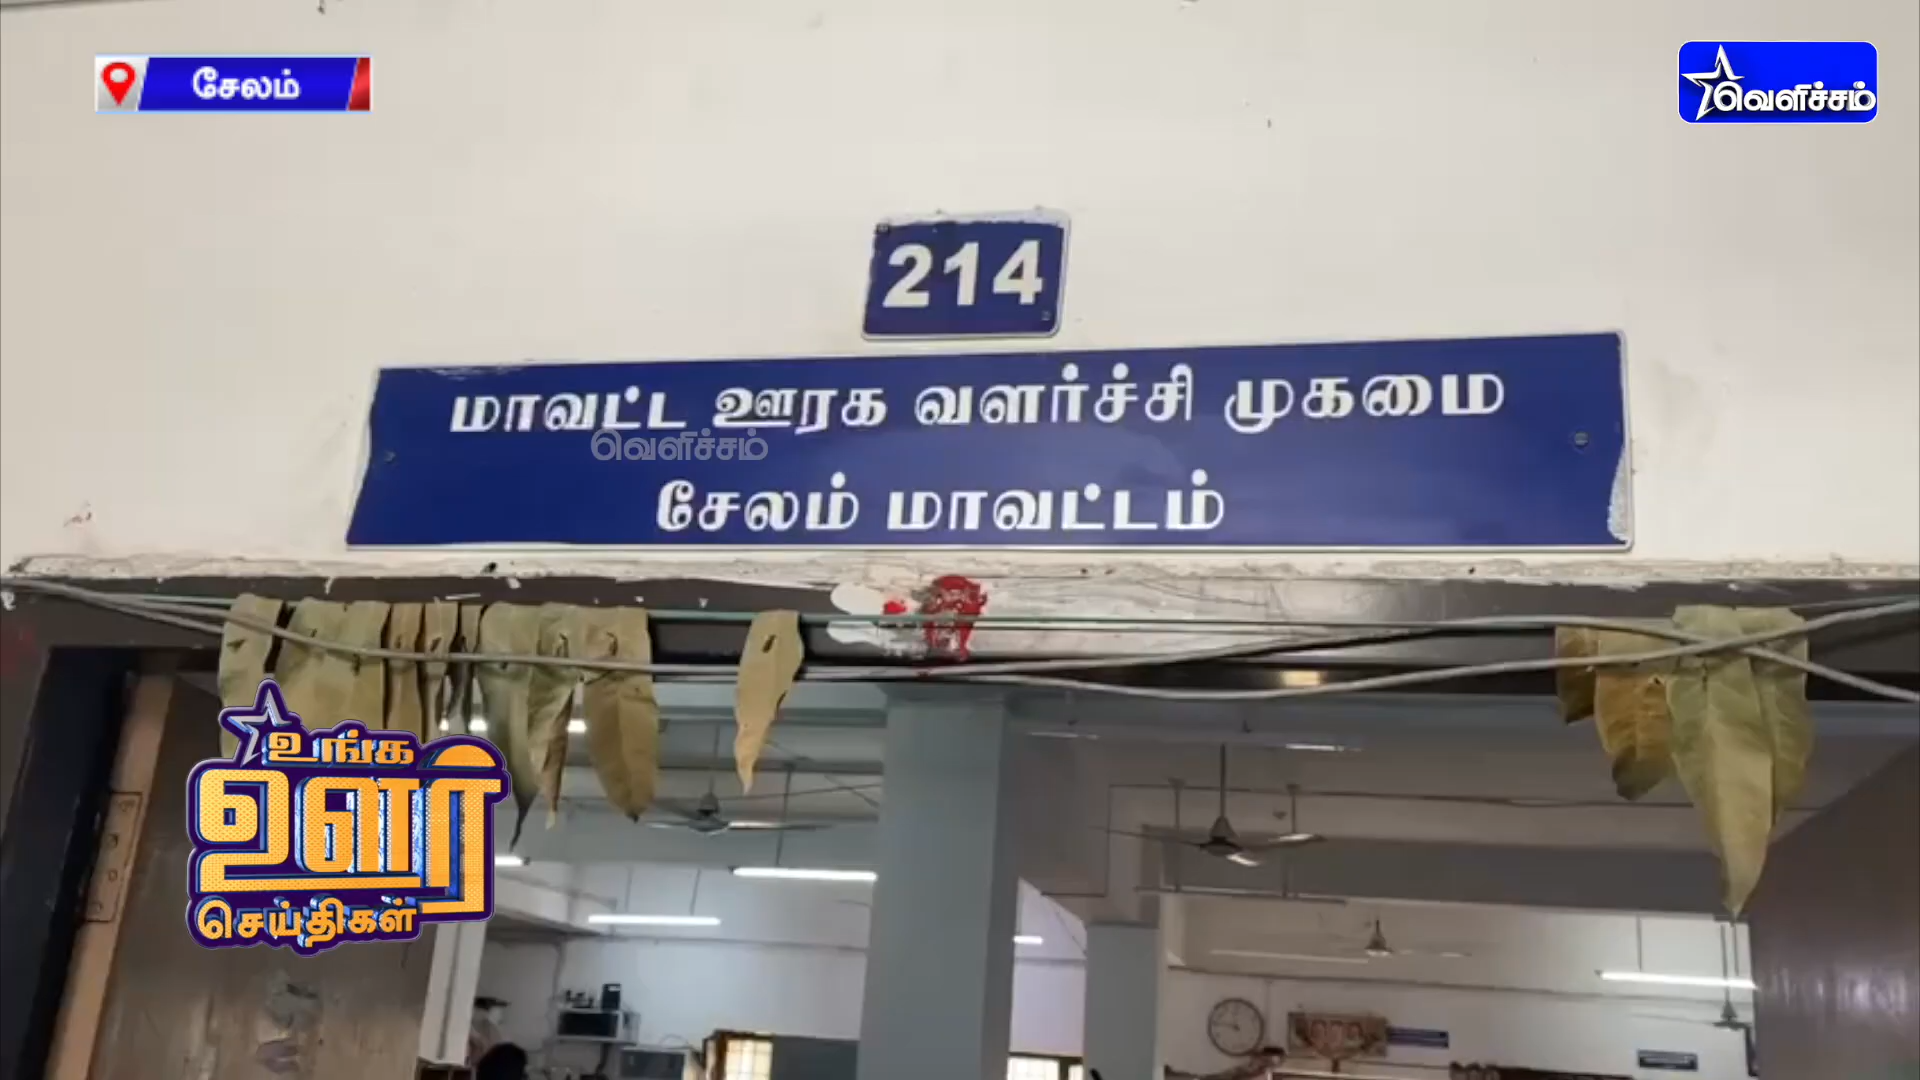 சேலம்
வெளிச்சம்
214
மாவட்ட ஊரக வளர்ச்சி முகமை
வெளிச்சம்
சேலம் மாவட்டம்
உங்க
ஊர்
செய்திகள்